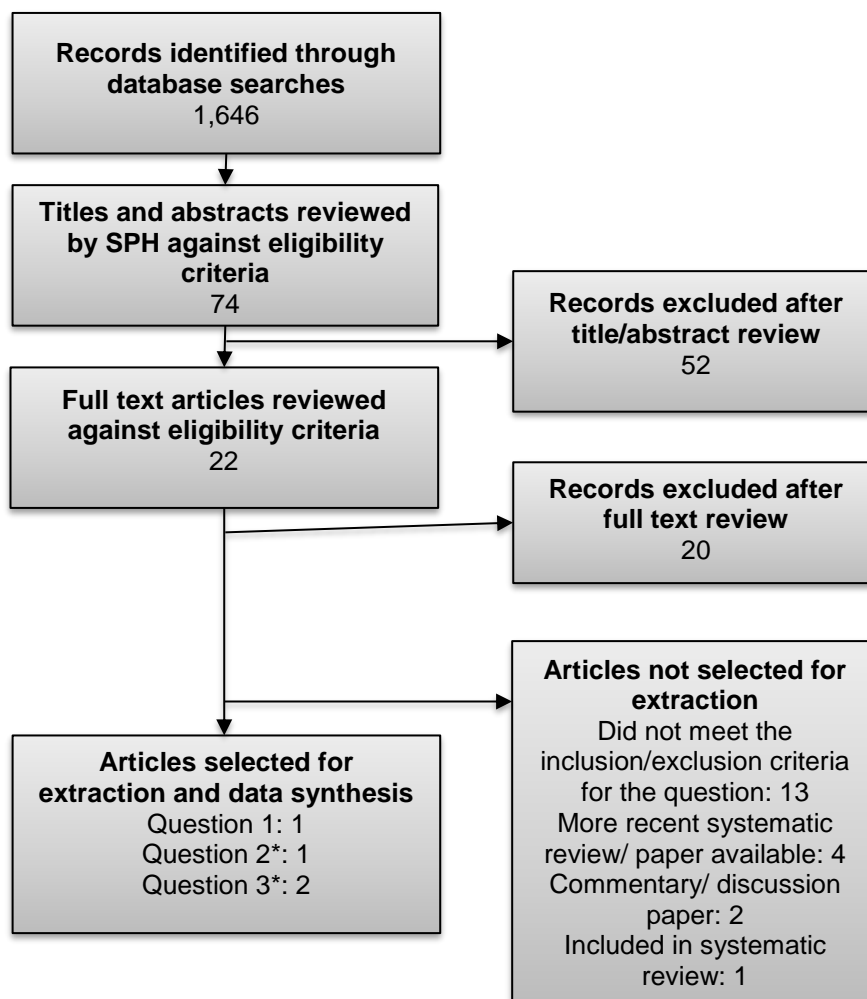 Records identified through
database searches
1,646
Titles and abstracts reviewed
by SPH against eligibility
criteria
74
Records excluded after
title/abstract review
52
Full text articles reviewed
against eligibility criteria
22
Records excluded after
full text review
20
Articles not selected for
extraction
Did not meet the
inclusion/exclusion criteria
for the question: 13
More recent systematic
review/ paper available: 4
Commentary/ discussion
paper: 2
Included in systematic
review: 1
Articles selected for
extraction and data synthesis
Question 1: 1
Question 2*: 1
Question 3*: 2